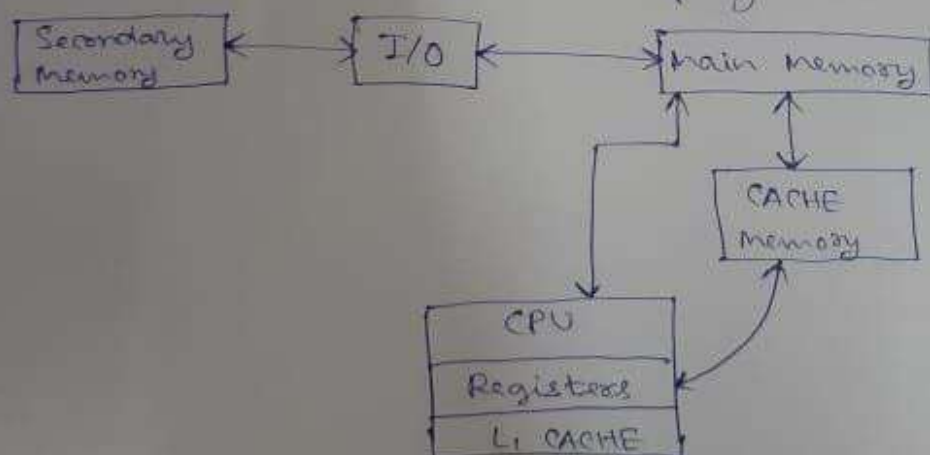 Secondary
Memory
I/O
Main Memory
CACHE
Memory
CPU
Registers
L1 CACHE